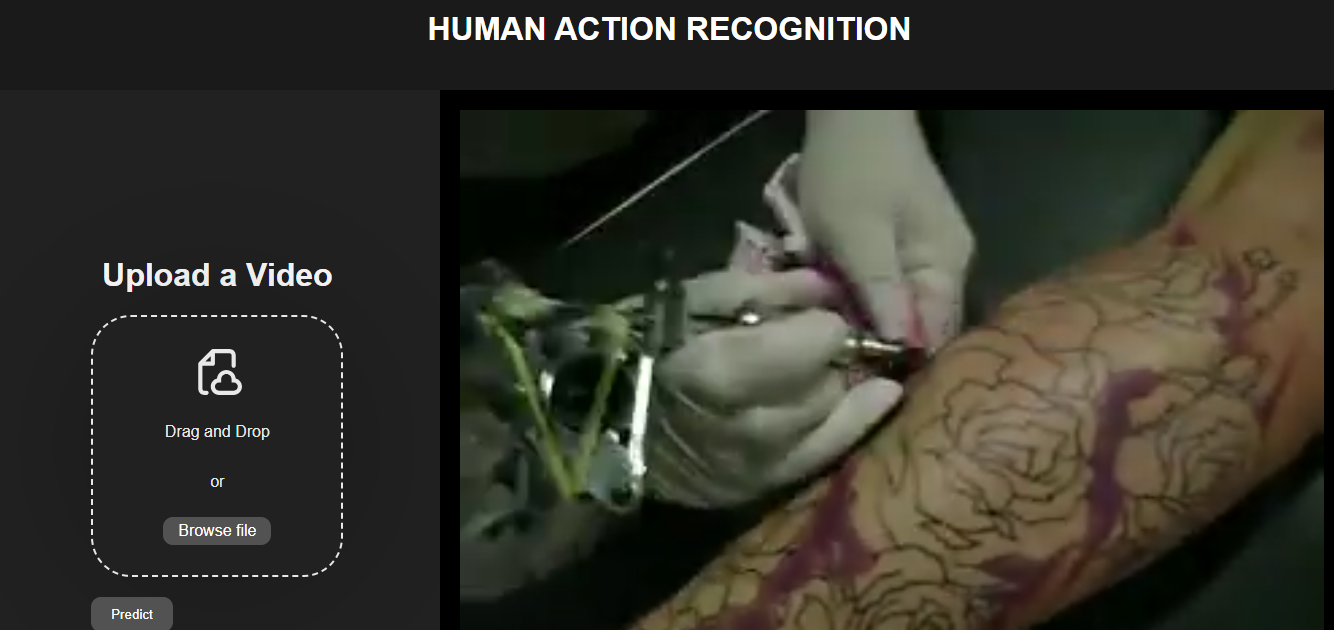 HUMAN ACTION RECOGNITION
Upload a Video
Drag and Drop
or
Browse file
Predict